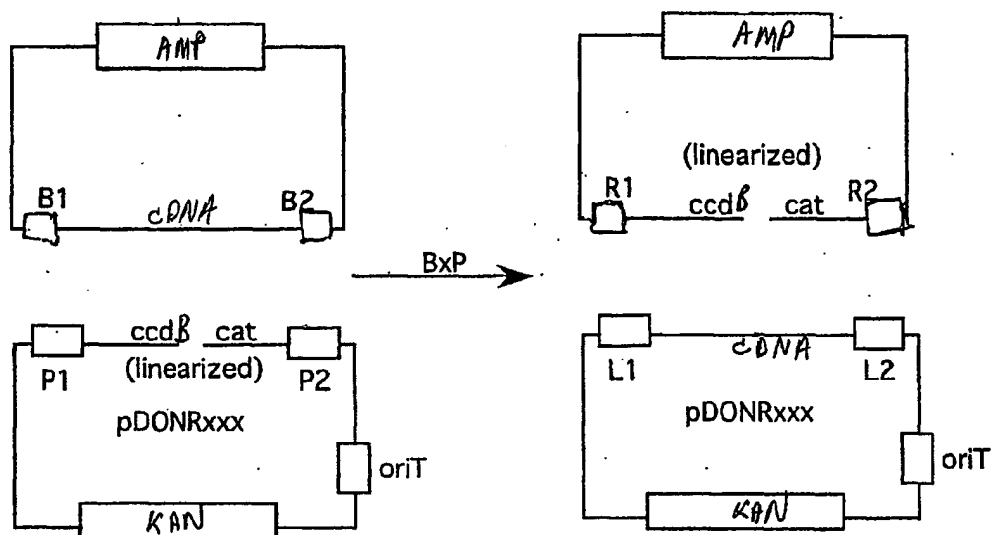 AMP
B1
cDNA
B2
BxP
P1
ccdB
cat
P2
(linearized)
pDONRxxx
oriT
KAN
AMP
(linearized)
R1
ccdB
cat
R2
L1
cDNA
L2
pDONRxxx
oriT
KAN